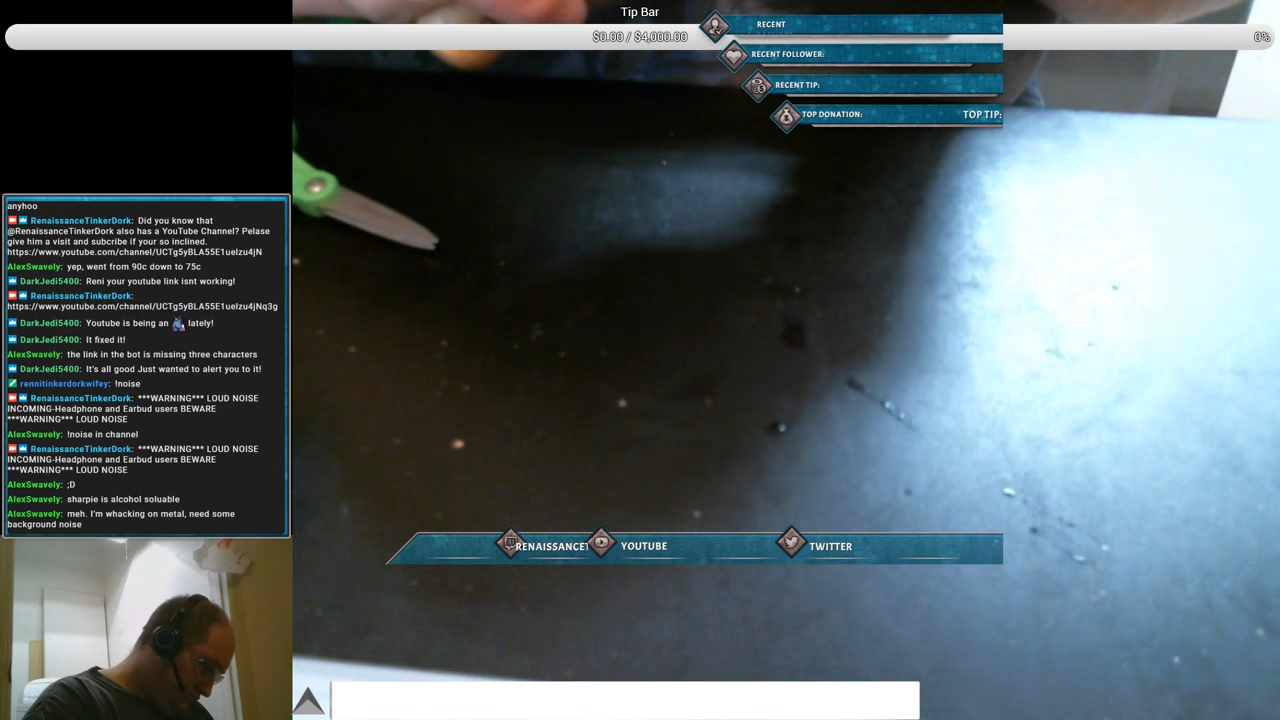 Tip Bar
$0.00 / $4,000.00
0%
RECENT
RECENT FOLLOWER:
RECENT TIP:
TOP DONATION:
TOP TIP:
anyhoo
RenaissanceTinkerDork: Did you know that
@RenaissanceTinkerDork also has a YouTube Channel? Pelase
give him a visit and subcribe if your so inclined.
https://www.youtube.com/channel/UCTg5yBLA55E1ueIzu4jN
AlexSwavely: yep, went from 90c down to 75c
DarkJedi5400: Reni your youtube link isnt working!
RenaissanceTinkerDork:
https://www.youtube.com/channel/UCTg5yBLA55E1ueIzu4jNq3g
DarkJedi5400: Youtube is being an lately!
DarkJedi5400: It fixed it!
AlexSwavely: the link in the bot is missing three characters
DarkJedi5400: It's all good Just wanted to alert you to it!
rennitinkerdorkwifey: !noise
RenaissanceTinkerDork: ***WARNING*** LOUD NOISE
INCOMING-Headphone and Earbud users BEWARE
***WARNING*** LOUD NOISE
AlexSwavely: !noise in channel
RenaissanceTinkerDork: ***WARNING*** LOUD NOISE
INCOMING-Headphone and Earbud users BEWARE
***WARNING*** LOUD NOISE
AlexSwavely: ;D
AlexSwavely: sharpie is alcohol soluable
AlexSwavely: meh. I'm whacking on metal, need some
background noise
RENAISSANCET
YOUTUBE
TWITTER